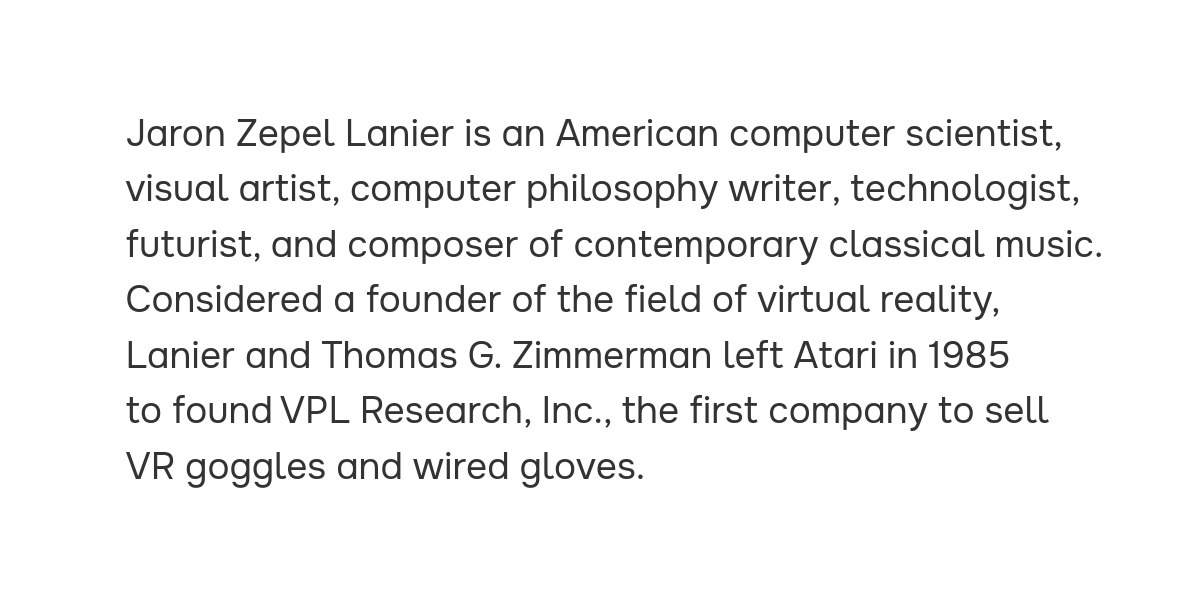 Jaron Zepel Lanier is an American computer scientist,
visual artist, computer philosophy writer, technologist,
futurist, and composer of contemporary classical music.
Considered a founder of the field of virtual reality,
Lanier and Thomas G. Zimmerman left Atari in 1985
to found VPL Research, Inc., the first company to sell
VR goggles and wired gloves.